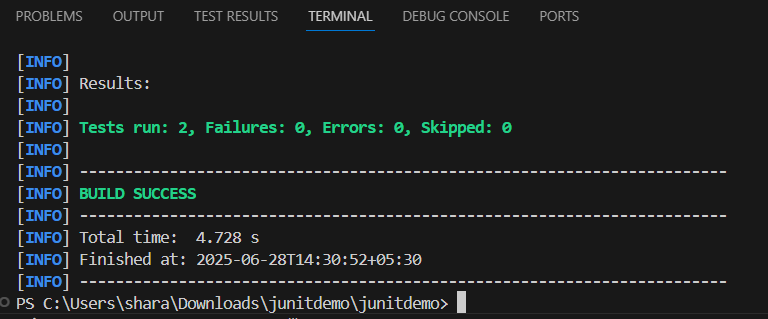 PROBLEMS OUTPUT TEST RESULTS TERMINAL DEBUG CONSOLE PORTS
[INFO]
[INFO] Results:
[INFO]
[INFO] Tests run: 2, Failures: 0, Errors: 0, Skipped: 0
[INFO]
[INFO] ------------------------------------------------------------------------
[INFO] BUILD SUCCESS
[INFO] ------------------------------------------------------------------------
[INFO] Total time:  4.728 s
[INFO] Finished at: 2025-06-28T14:30:52+05:30
[INFO] ------------------------------------------------------------------------
PS C:\Users\shara\Downloads\junitdemo\junitdemo>